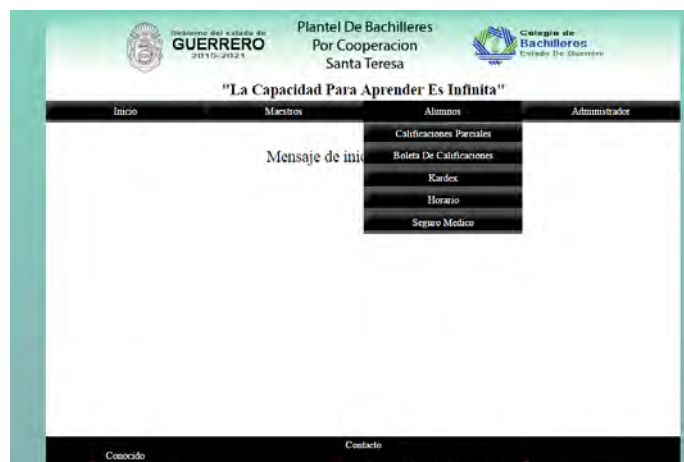 Gobierno del estado de
GUERRERO
2015-2021
Plantel De Bachilleres
Por Cooperacion
Santa Teresa
Colegio de
Bachilleres
Estado De Guerrero
"La Capacidad Para Aprender Es Infinita"
Inicio
Maestros
Alumnos
Administrador
Calificaciones Parciales
Mensaje de
Boleta De Calificaciones
Kardex
Horario
Seguro Medico
Contacto
Conocido